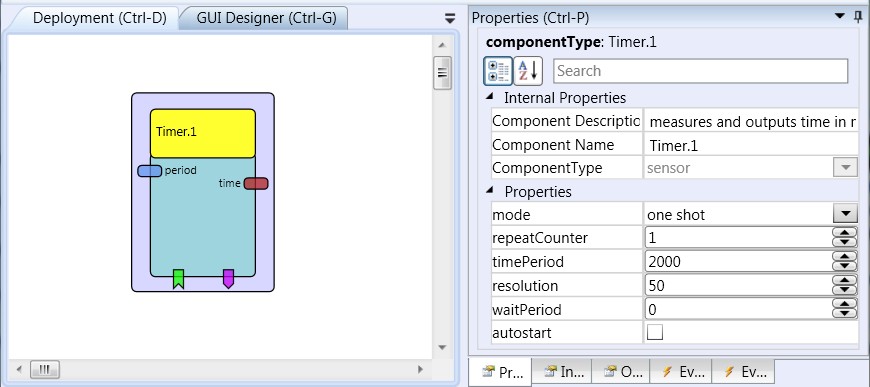 Deployment (Ctrl-D)
GUI Designer (Ctrl-G)
Timer.1
period
time
Properties (Ctrl-P)
componentType: Timer.1
A
Z
Search
Internal Properties
Component Descriptic measures and outputs time in r
Component Name Timer.1
ComponentType sensor
Properties
mode one shot
repeatCounter 1
timePeriod 2000
resolution 50
waitPeriod 0
autostart
Pr... In... O... Ev... Ev...